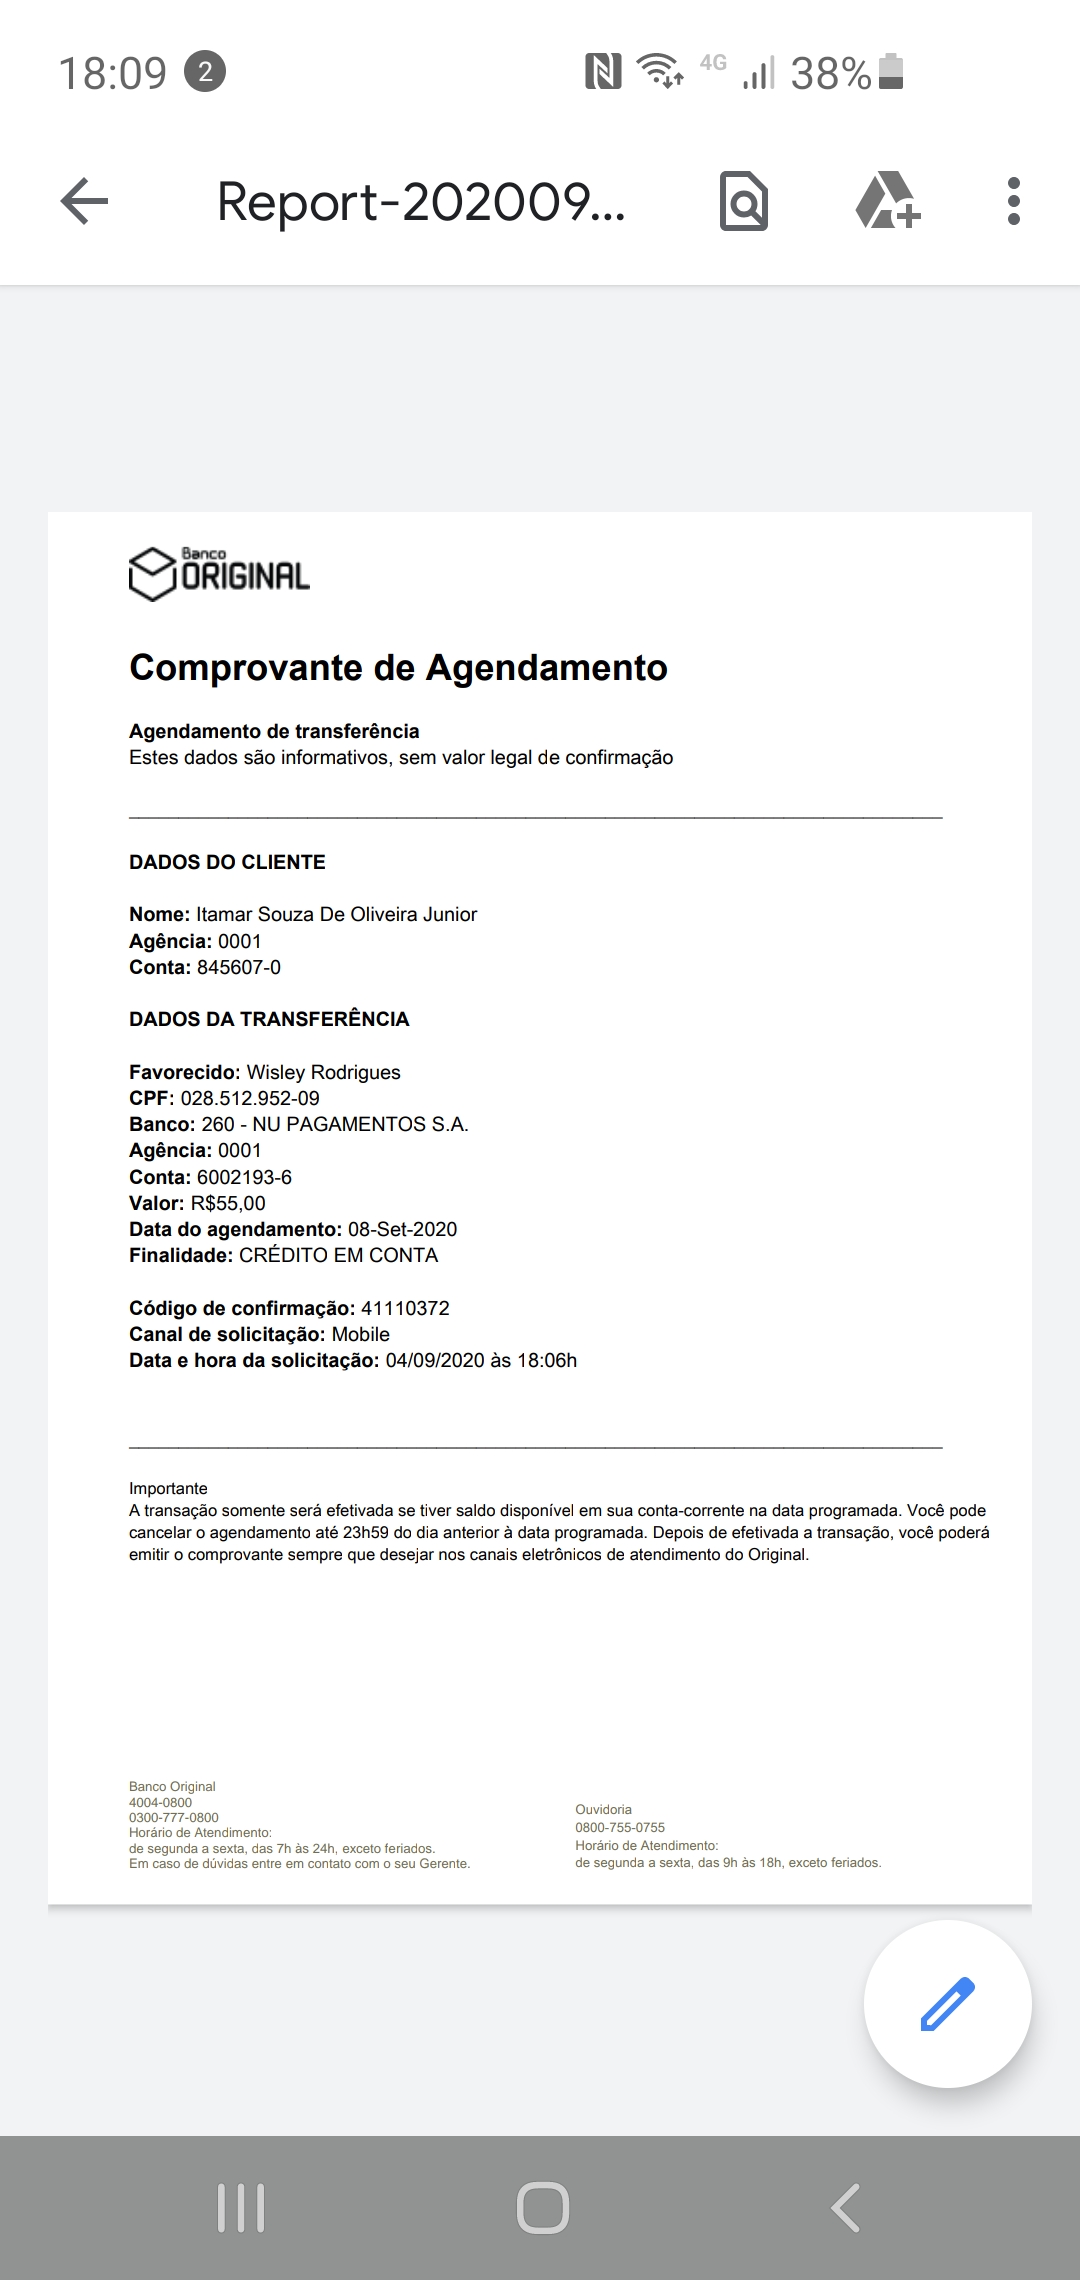 18:09 2 4G 38%
Report-202009...
Banco
ORIGINAL
Comprovante de Agendamento
Agendamento de transferência
Estes dados são informativos, sem valor legal de confirmação
DADOS DO CLIENTE
Nome: Itamar Souza De Oliveira Junior
Agência: 0001
Conta: 845607-0
DADOS DA TRANSFERÊNCIA
Favorecido: Wisley Rodrigues
CPF: 028.512.952-09
Banco: 260 - NU PAGAMENTOS S.A.
Agência: 0001
Conta: 6002193-6
Valor: R$55,00
Data do agendamento: 08-Set-2020
Finalidade: CRÉDITO EM CONTA
Código de confirmação: 41110372
Canal de solicitação: Mobile
Data e hora da solicitação: 04/09/2020 às 18:06h
Importante
A transação somente será efetivada se tiver saldo disponível em sua conta-corrente na data programada. Você pode
cancelar o agendamento até 23h59 do dia anterior à data programada. Depois de efetivada a transação, você poderá
emitir o comprovante sempre que desejar nos canais eletrônicos de atendimento do Original.
Banco Original
4004-0800
0300-777-0800
Horário de Atendimento:
de segunda a sexta, das 7h às 24h, exceto feriados.
Em caso de dúvidas entre em contato com o seu Gerente.
Ouvidoria
0800-755-0755
Horário de Atendimento:
de segunda a sexta, das 9h às 18h, exceto feriados.